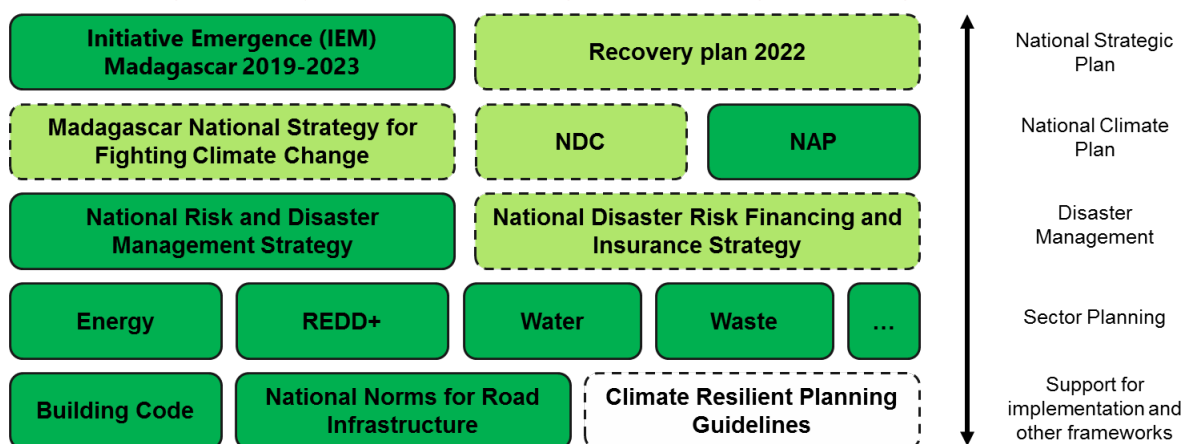 Initiative Emergence (IEM)
Madagascar 2019-2023
Recovery plan 2022
National Strategic
Plan
Madagascar National Strategy for
Fighting Climate Change
NDC
NAP
National Climate
Plan
National Risk and Disaster
Management Strategy
National Disaster Risk Financing and
Insurance Strategy
Disaster
Management
Energy
REDD+
Water
Waste
...
Sector Planning
Building Code
National Norms for Road
Infrastructure
Climate Resilient Planning
Guidelines
Support for
implementation and
other frameworks